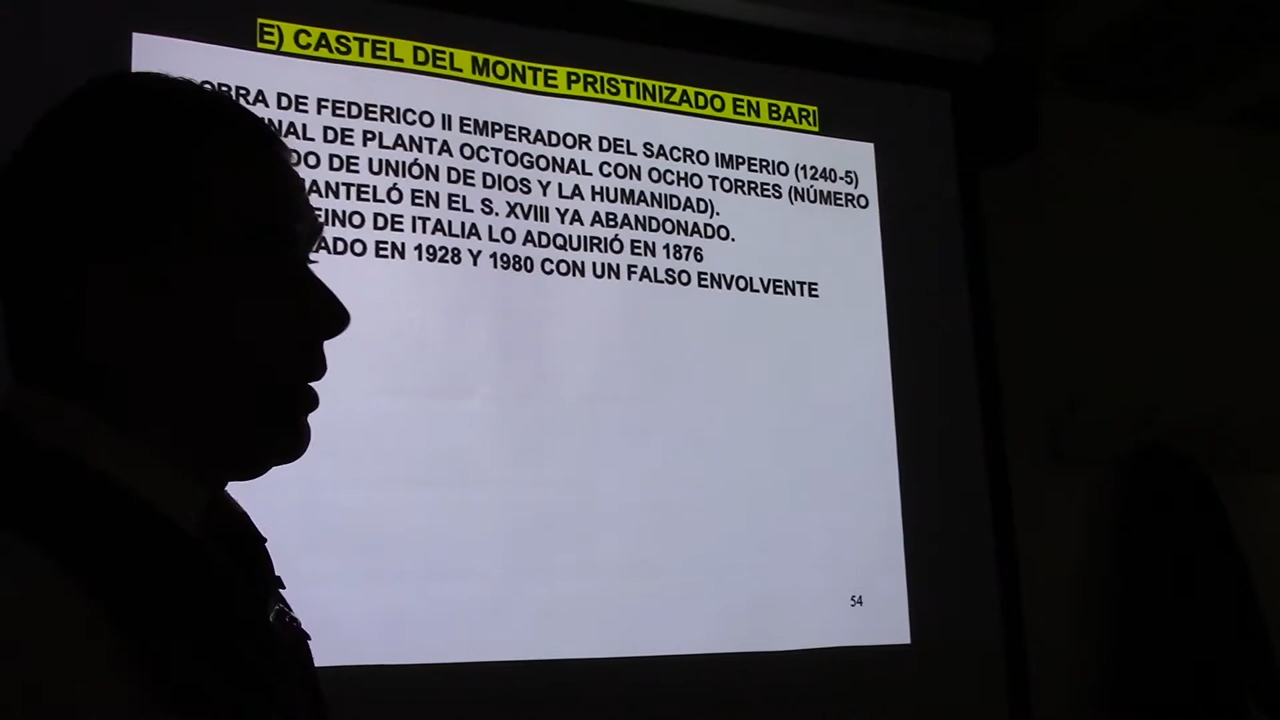 E) CASTEL DEL MONTE PRISTINIZADO EN BARI
OBRA DE FEDERICO II EMPERADOR DEL SACRO IMPERIO (1240-5)
NAL DE PLANTA OCTOGONAL CON OCHO TORRES (NÚMERO
DO DE UNIÓN DE DIOS Y LA HUMANIDAD).
MANTELÓ EN EL S. XVIII YA ABANDONADO.
EINO DE ITALIA LO ADQUIRIÓ EN 1876
ADO EN 1928 Y 1980 CON UN FALSO ENVOLVENTE
54